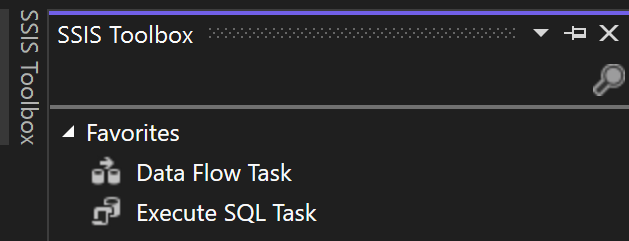 SSIS Toolbox
SSIS Toolbox
Favorites
Data Flow Task
Execute SQL Task